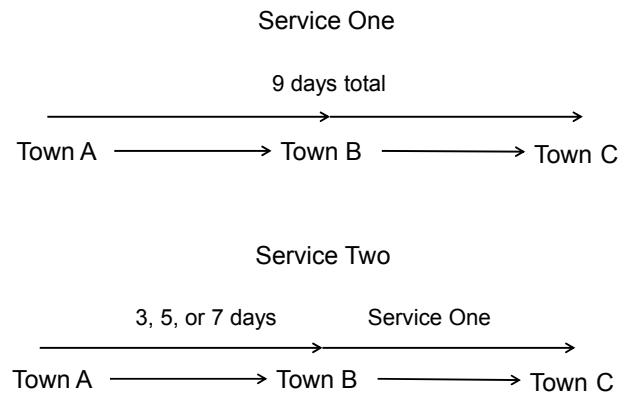 Service One
9 days total
Town A Town B Town C
Service Two
3, 5, or 7 days Service One
Town A Town B Town C